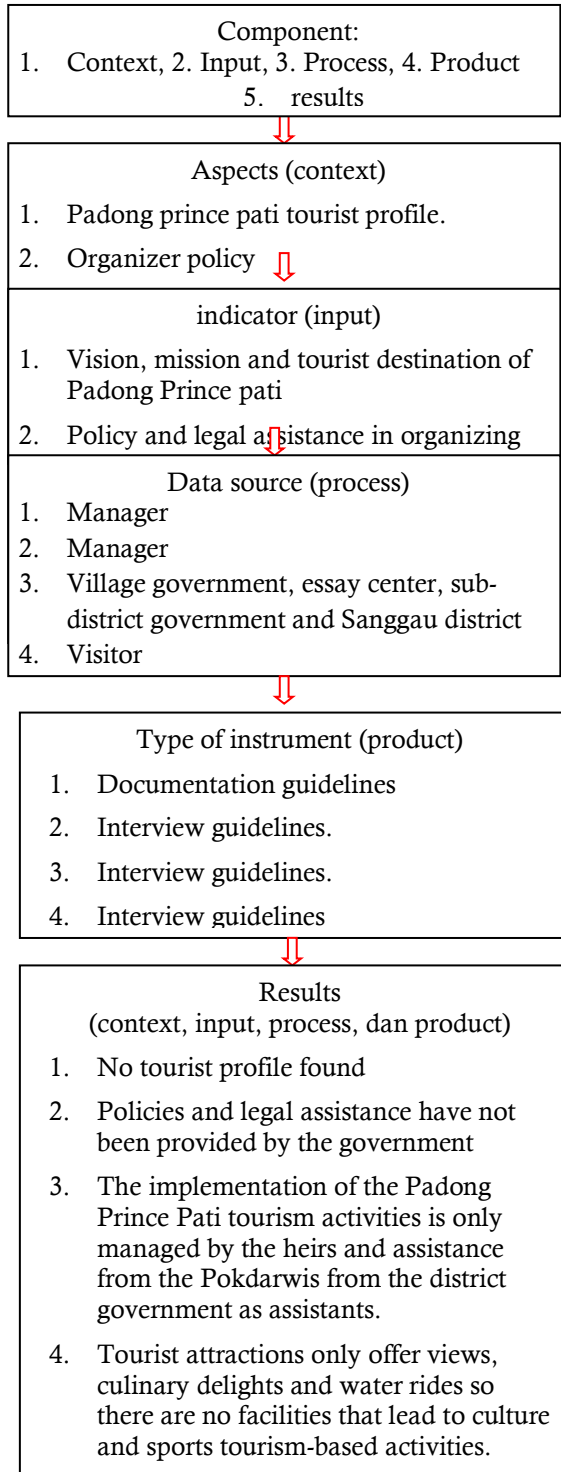 Component:
1. Context, 2. Input, 3. Process, 4. Product
5. results
Aspects (context)
1. Padong prince pati tourist profile.
2. Organizer policy
indicator (input)
1. Vision, mission and tourist destination of
Padong Prince pati
2. Policy and legal assistance in organizing
Data source (process)
1. Manager
2. Manager
3. Village government, essay center, sub-
district government and Sanggau district
4. Visitor
Type of instrument (product)
1. Documentation guidelines
2. Interview guidelines.
3. Interview guidelines.
4. Interview guidelines
Results
(context, input, process, dan product)
1. No tourist profile found
2. Policies and legal assistance have not
been provided by the government
3. The implementation of the Padong
Prince Pati tourism activities is only
managed by the heirs and assistance
from the Pokdarwis from the district
government as assistants.
4. Tourist attractions only offer views,
culinary delights and water rides so
there are no facilities that lead to culture
and sports tourism-based activities.